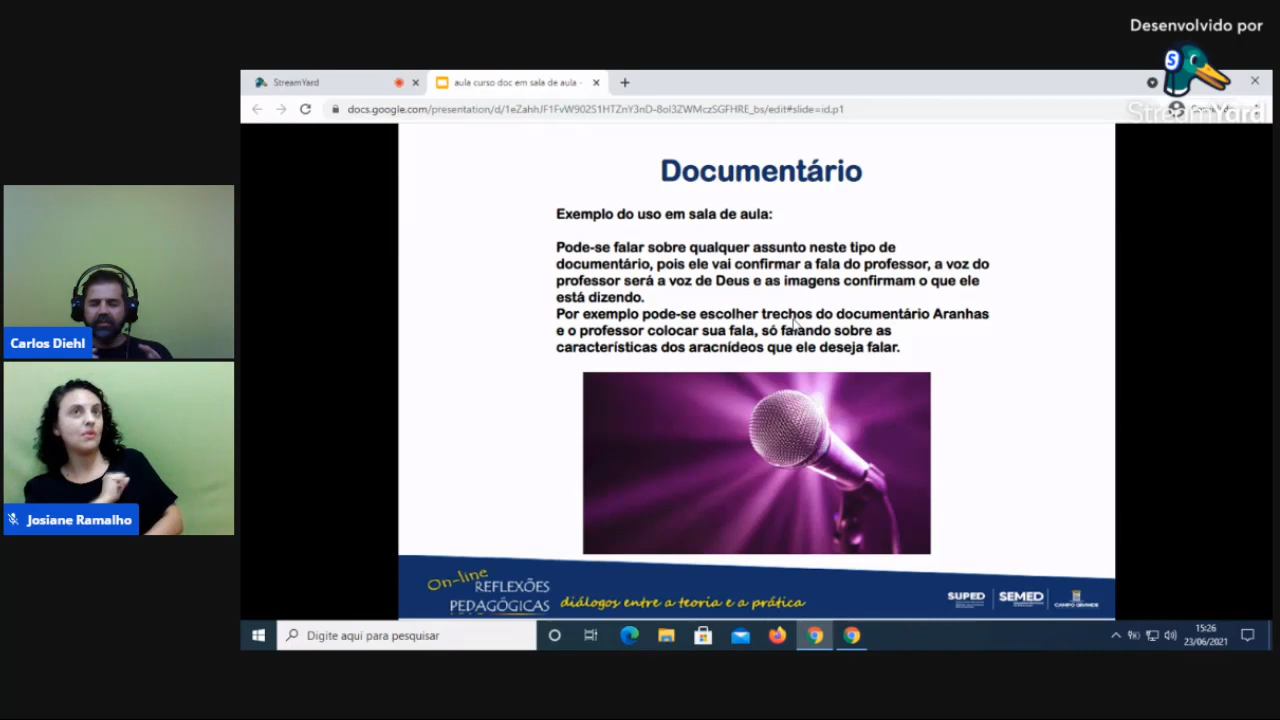 Desenvolvido por
StreamYard
StreamYard
aula curso doc em sala de aula -
docs.google.com/presentation/d/1eZahhJF1FvW902S1HTZnY3nD-8oI3ZWMczSGFHRE_bs/edit#slide=id.p1
Documentário
Exemplo do uso em sala de aula:
Pode-se falar sobre qualquer assunto neste tipo de
documentário, pois ele vai confirmar a fala do professor, a voz do
professor será a voz de Deus e as imagens confirmam o que ele
está dizendo.
Por exemplo pode-se escolher trechos do documentário Aranhas
e o professor colocar sua fala, só falando sobre as
características dos aracnídeos que ele deseja falar.
Carlos Diehl
Josiane Ramalho
On-line
REFLEXÕES
PEDAGÓGICAS
diálogos entre a teoria e a prática
SUPED
SEMED
CAMPO GRANDE
Digite aqui para pesquisar
15:26
23/06/2021